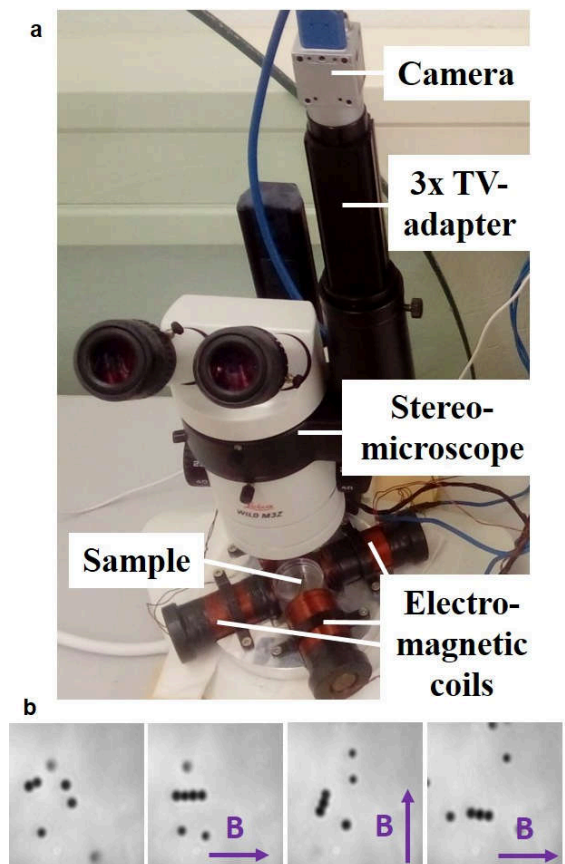 a
Camera
3x TV-
adapter
Stereo-
microscope
WILD M3Z
Sample
Electro-
magnetic
coils
b
B
B
B